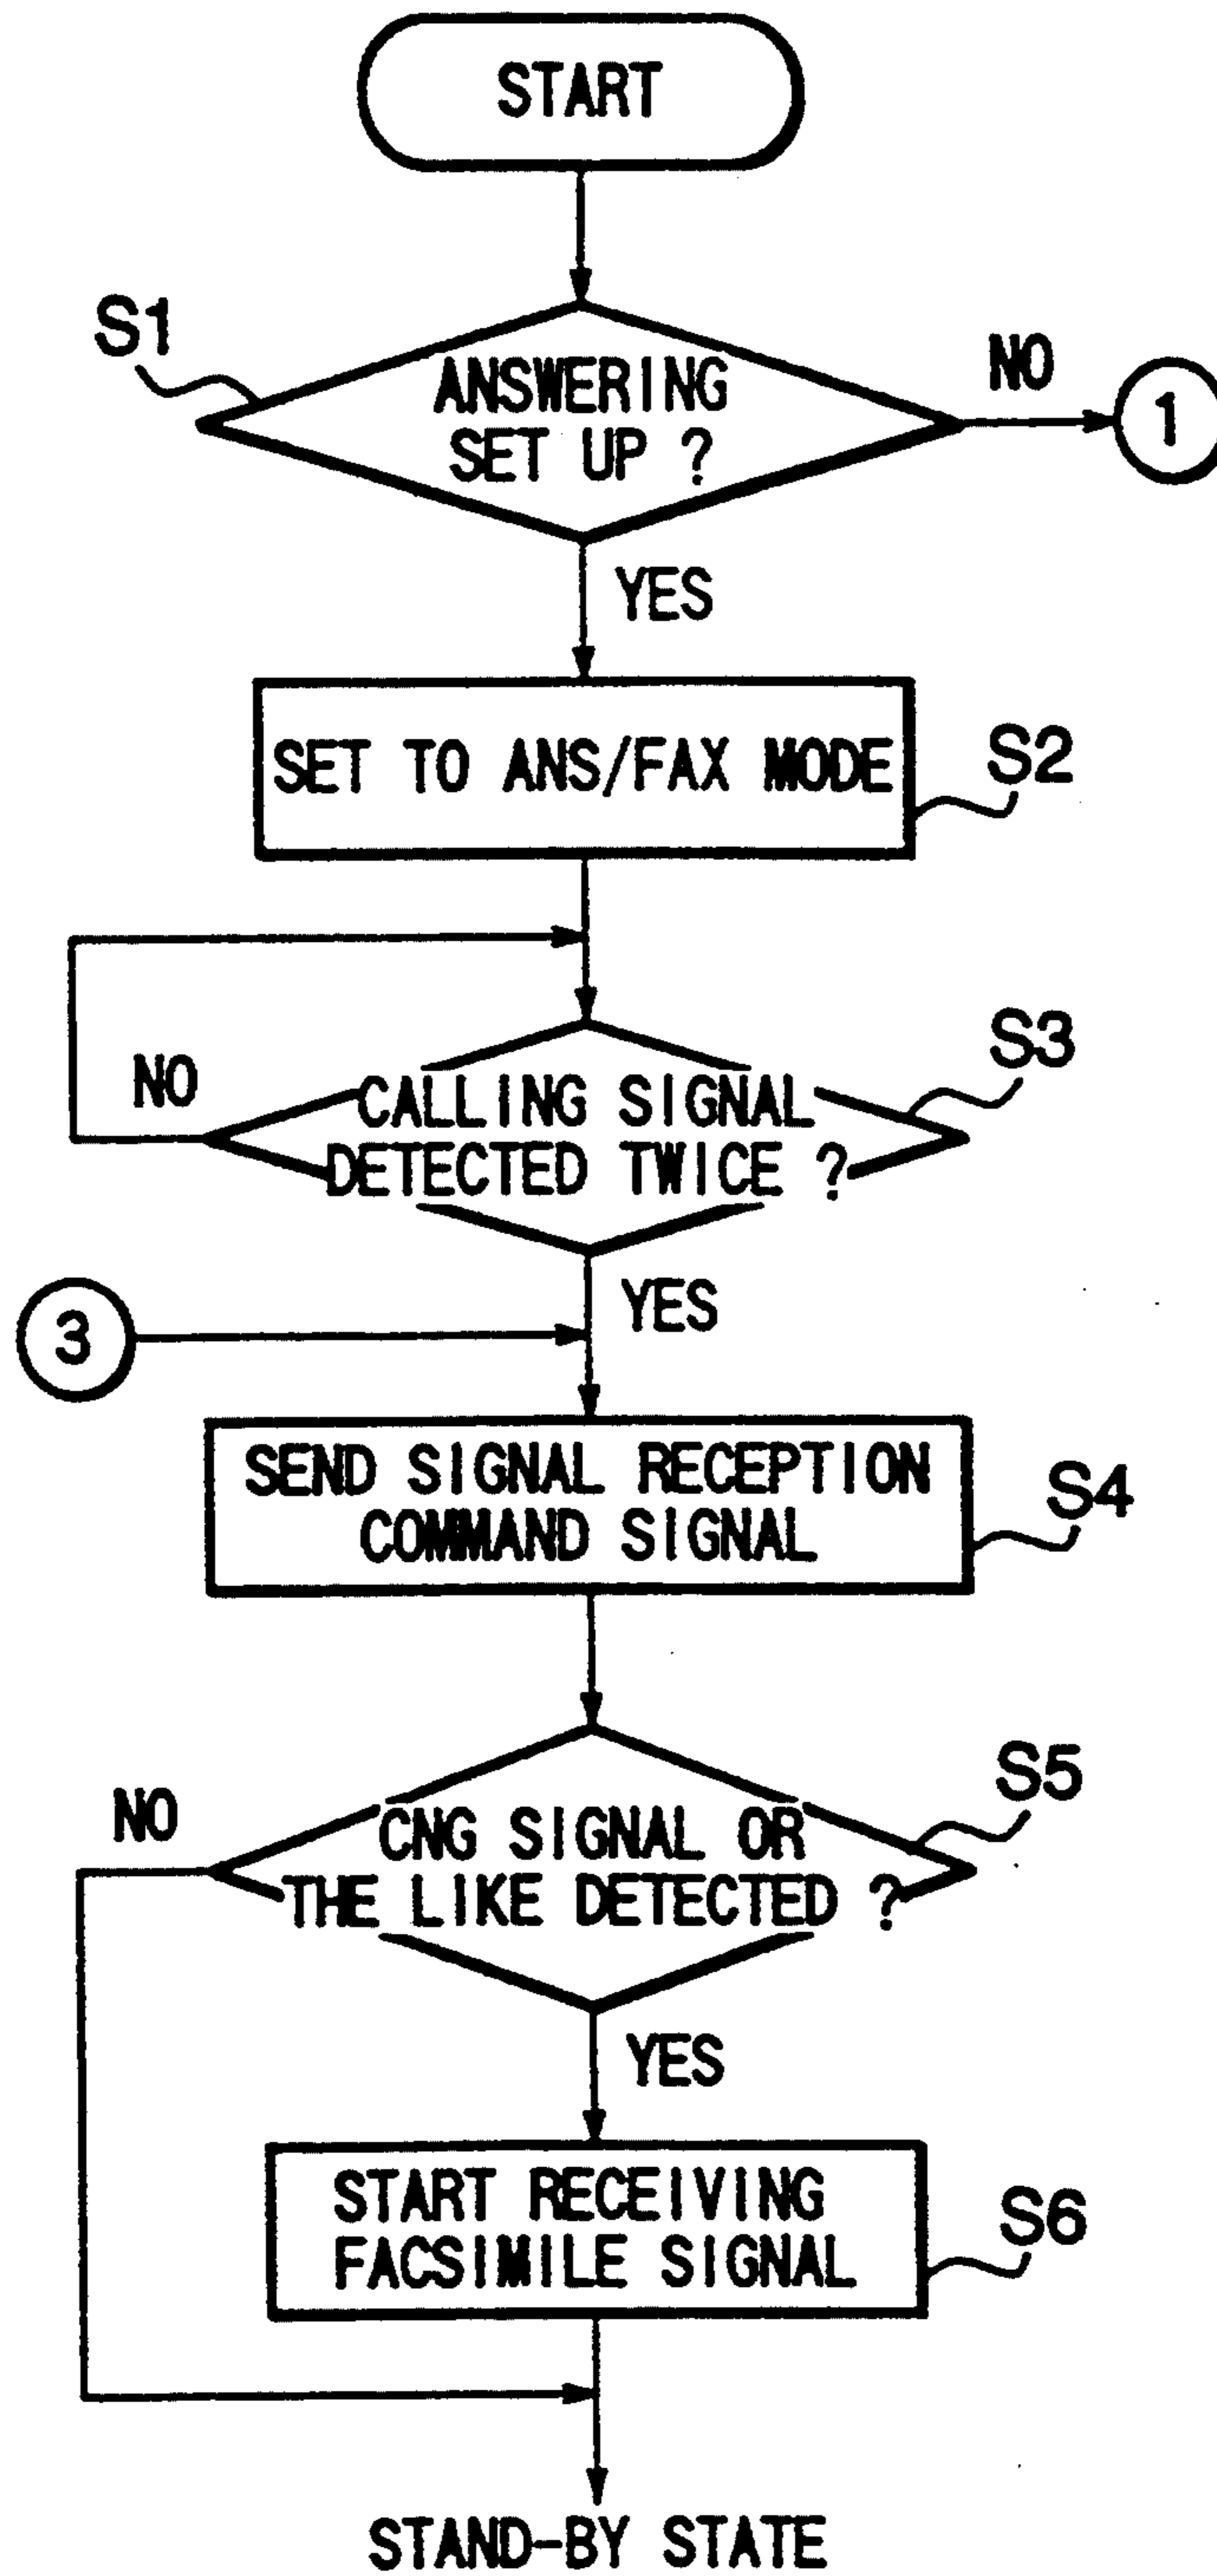 START
S1
ANSWERING
SET UP ?
NO
1
YES
SET TO ANS/FAX MODE
S2
NO
CALLING SIGNAL
DETECTED TWICE ?
S3
YES
3
SEND SIGNAL RECEPTION
COMMAND SIGNAL
S4
NO
CNG SIGNAL OR
THE LIKE DETECTED ?
S5
YES
START RECEIVING
FACSIMILE SIGNAL
S6
STAND-BY STATE